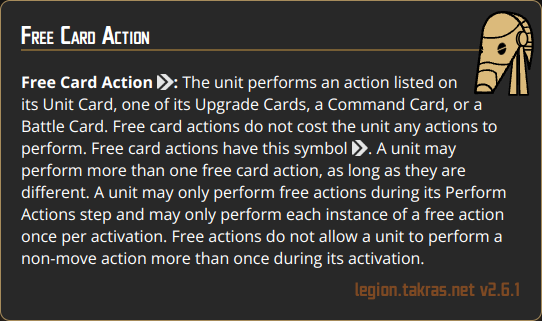 Free Card Action
Free Card Action : The unit performs an action listed on
its Unit Card, one of its Upgrade Cards, a Command Card, or a
Battle Card. Free card actions do not cost the unit any actions to
perform. Free card actions have this symbol . A unit may
perform more than one free card action, as long as they are
different. A unit may only perform free actions during its Perform
Actions step and may only perform each instance of a free action
once per activation. Free actions do not allow a unit to perform a
non-move action more than once during its activation.
legion.takras.net v2.6.1